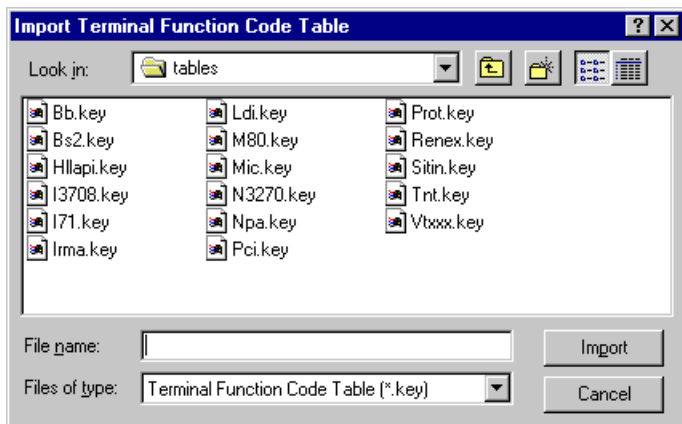 Import Terminal Function Code Table
Look in: tables
Bb.key Ldi.key Prot.key
Bs2.key M80.key Renex.key
Hllapi.key Mic.key Sitin.key
I3708.key N3270.key Tnt.key
I71.key Npa.key Vtxxx.key
Irma.key Pci.key
File name: Import
Files of type: Terminal Function Code Table (*.key) Cancel